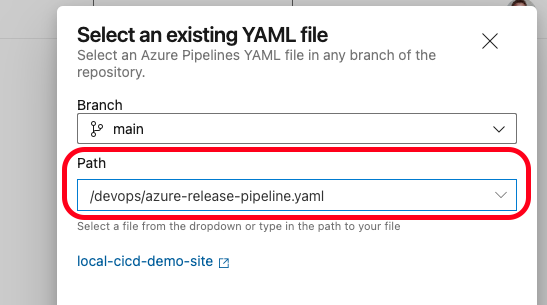 Select an existing YAML file
Select an Azure Pipelines YAML file in any branch of the
repository.
Branch
main
Path
/devops/azure-release-pipeline.yaml
Select a file from the dropdown or type in the path to your file
local-cicd-demo-site